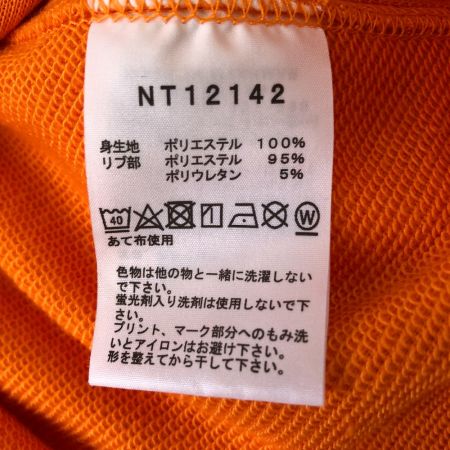 NT12142
身生地 ポリエステル 100%
リブ部 ポリエステル 95%
ポリウレタン 5%
40 W
あて布使用
色物は他の物と一緒に洗濯しない
で下さい。
蛍光剤入り洗剤は使用しないで下
さい。
プリント、マーク部分へのもみ洗
いとアイロンはお避け下さい。
形を整えてから干して下さい。